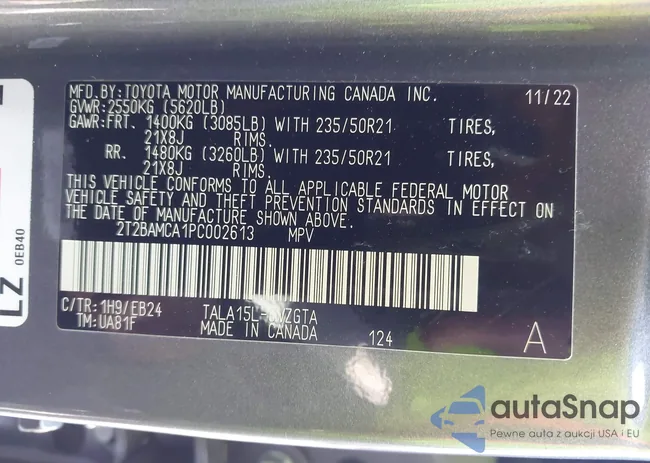 MFD.BY:TOYOTA MOTOR MANUFACTURING CANADA INC. 11/22
GVWR:2550KG (5620LB)
GAWR:FRT. 1400KG (3085LB) WITH 235/50R21 TIRES,
21X8J RIMS.
RR. 1480KG (3260LB) WITH 235/50R21 TIRES,
21X8J RIMS.
THIS VEHICLE CONFORMS TO ALL APPLICABLE FEDERAL MOTOR
VEHICLE SAFETY AND THEFT PREVENTION STANDARDS IN EFFECT ON
THE DATE OF MANUFACTURE SHOWN ABOVE.
2T2BAMCA1PC002613 MPV
C/TR:1H9/EB24
TM:UA81F
MADE IN CANADA 124 A
LZ 0EB40
autaSnap
Pewne auta z aukcji USA i EU